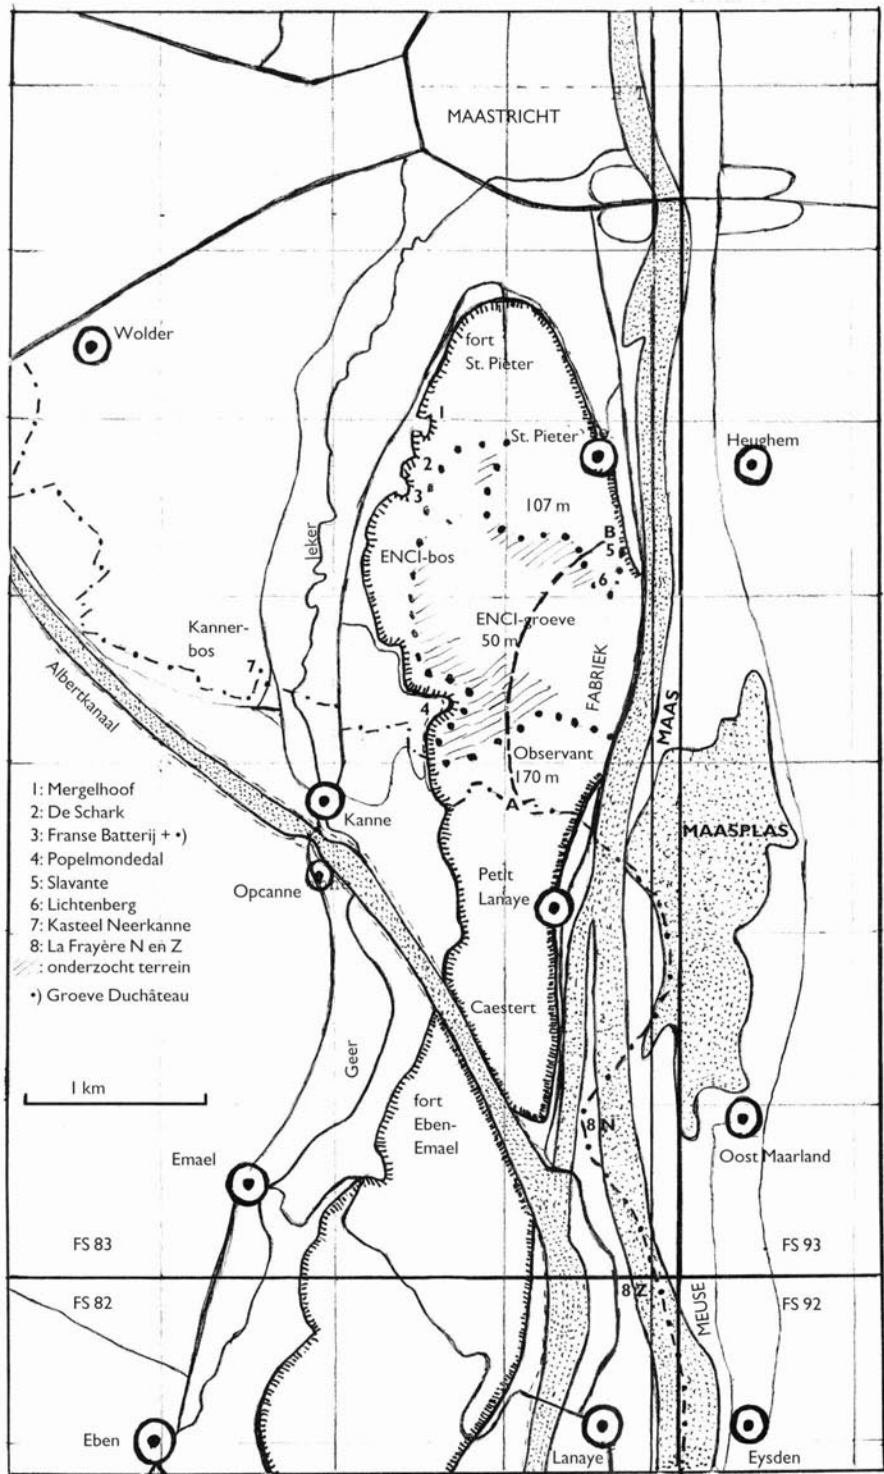 MAASTRICHT
Wolder
fort
St. Pieter
1
St. Pieter
Heughem
2
3
107 m
B
5
Jeker
ENCI-bos
6
ENCI-groeve
50 m
Kanner-
bos
7
FABRIEK
MAAS
Albertkanaal
4
Observant
170 m
A
1: Mergelhoof
2: De Schark
3: Franse Batterij + •)
4: Popelmondedal
5: Slavante
6: Lichtenberg
7: Kasteel Neerkanne
8: La Frayère N en Z
: onderzocht terrein
•) Groeve Duchâteau
Kanne
MAASPLAS
Opcanne
Petit
Lanaye
Caestert
Geer
1 km
fort
Eben-
Emael
8 N
Emael
Oost Maarland
FS 83
FS 93
FS 82
8 Z
MEUSE
FS 92
Eben
Lanaye
Eysden